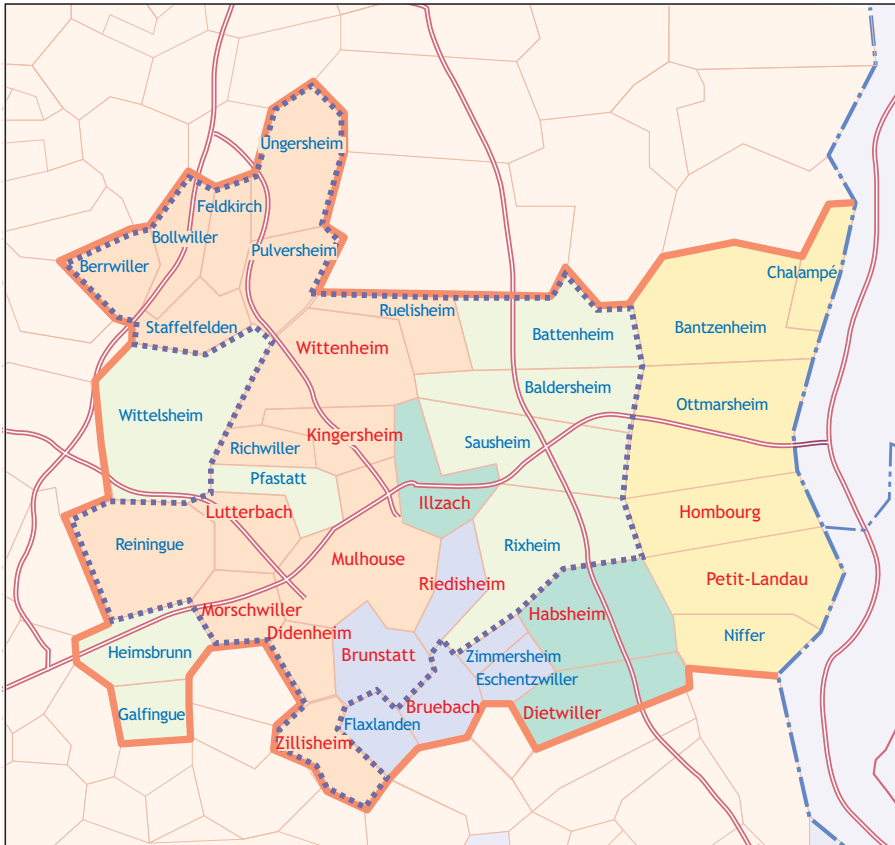 Ungersheim
Feldkirch
Bollwiller
Pulversheim
Berrwiller
Chalampé
Ruelisheim
Staffelfelden
Battenheim
Bantzenheim
Wittenheim
Baldersheim
Ottmarsheim
Wittelsheim
Kingersheim
Sausheim
Richwiller
Pfastatt
Illzach
Lutterbach
Hombourg
Reiningue
Rixheim
Mulhouse
Riedisheim
Petit-Landau
Morschwiller
Habsheim
Didenheim
Niffer
Heimsbrunn
Brunstatt
Zimmersheim
Eschentzwiller
Bruebach
Galfingue
Flaxlanden
Dietwiller
Zillisheim